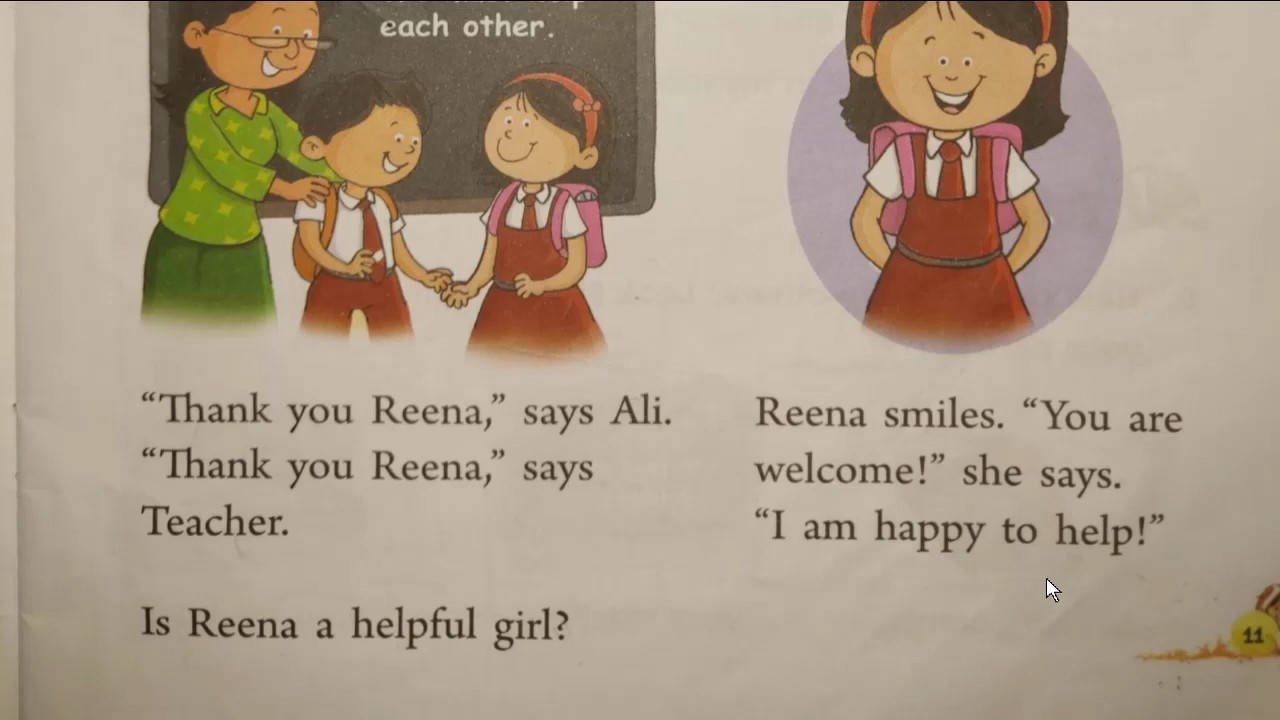 each other.
“Thank you Reena,” says Ali.
“Thank you Reena,” says
Teacher.
Is Reena a helpful girl?
Reena smiles. “You are
welcome!” she says.
“I am happy to help!”
11